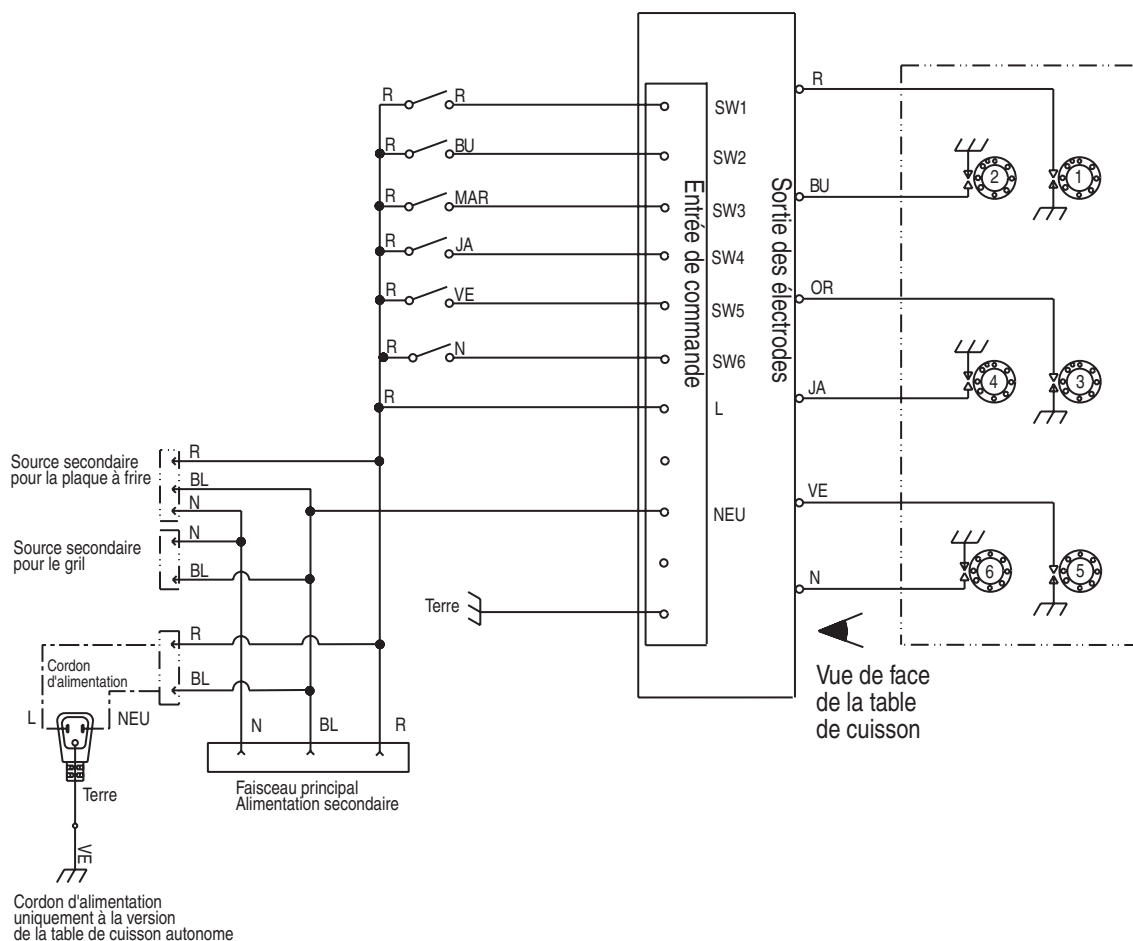 R
R R SW1
R BU SW2
BU
R MAR SW3
R JA SW4
R VE SW5
R N SW6
R L
NEU
Entrée de commande
Sortie des électrodes
2 1
OR
4 3
JA
VE
6 5
N
Source secondaire
pour la plaque à frire
R
BL
N
Source secondaire
pour le gril
N
BL
Terre
R
Cordon
d'alimentation
BL
L NEU
N BL R
Faisceau principal
Alimentation secondaire
Terre
VE
Cordon d'alimentation
uniquement à la version
de la table de cuisson autonome
Vue de face
de la table
de cuisson